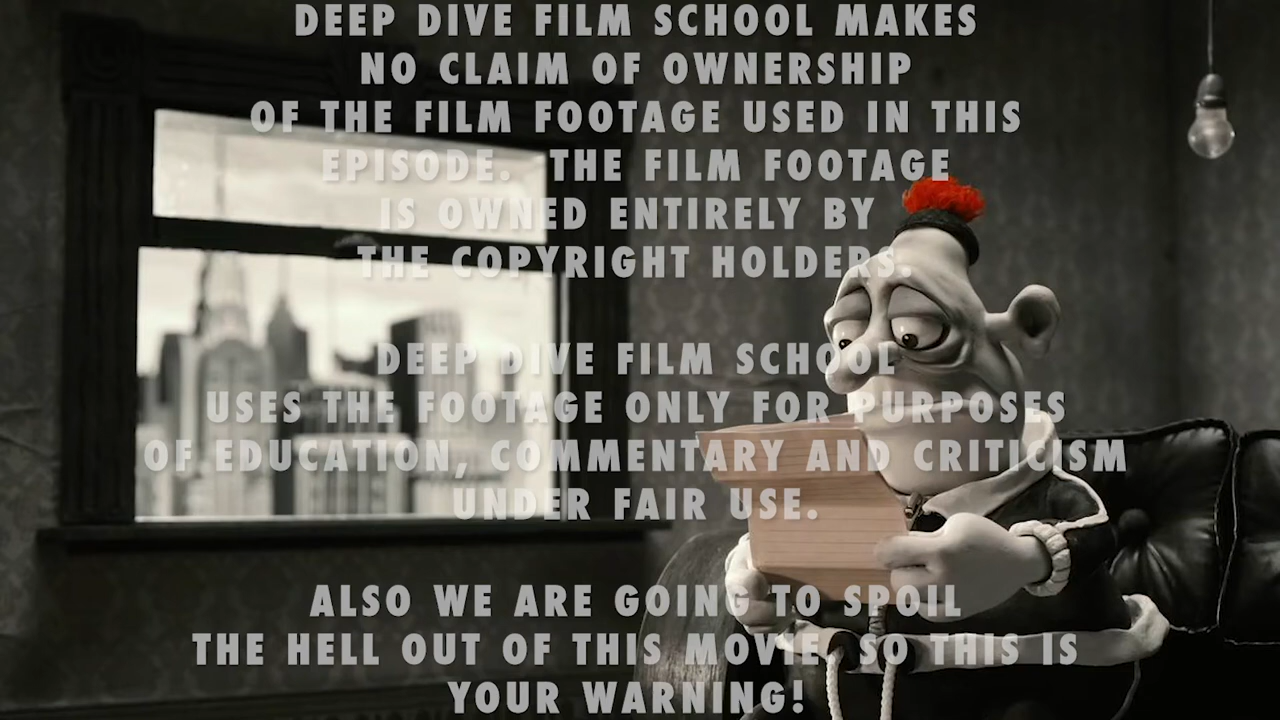 DEEP DIVE FILM SCHOOL MAKES
NO CLAIM OF OWNERSHIP
OF THE FILM FOOTAGE USED IN THIS
EPISODE. THE FILM FOOTAGE
IS OWNED ENTIRELY BY
THE COPYRIGHT HOLDERS.
DEEP DIVE FILM SCHOOL
USES THE FOOTAGE ONLY FOR PURPOSES
OF EDUCATION, COMMENTARY AND CRITICISM
UNDER FAIR USE.
ALSO WE ARE GOING TO SPOIL
THE HELL OUT OF THIS MOVIE, SO THIS IS
YOUR WARNING!